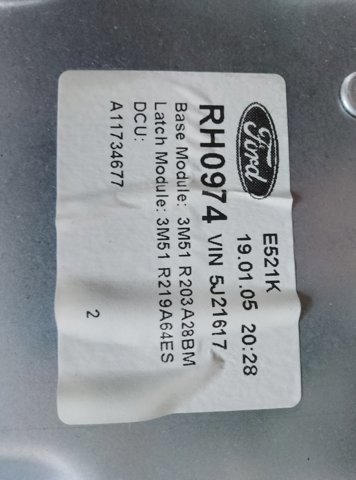 Ford
E521K
19.01.05 20:28
RH0974 VIN 5J21617
Base Module: 3M51 R203A28BM
Latch Module: 3M51 R219A64ES
DCU:
A11734677
2